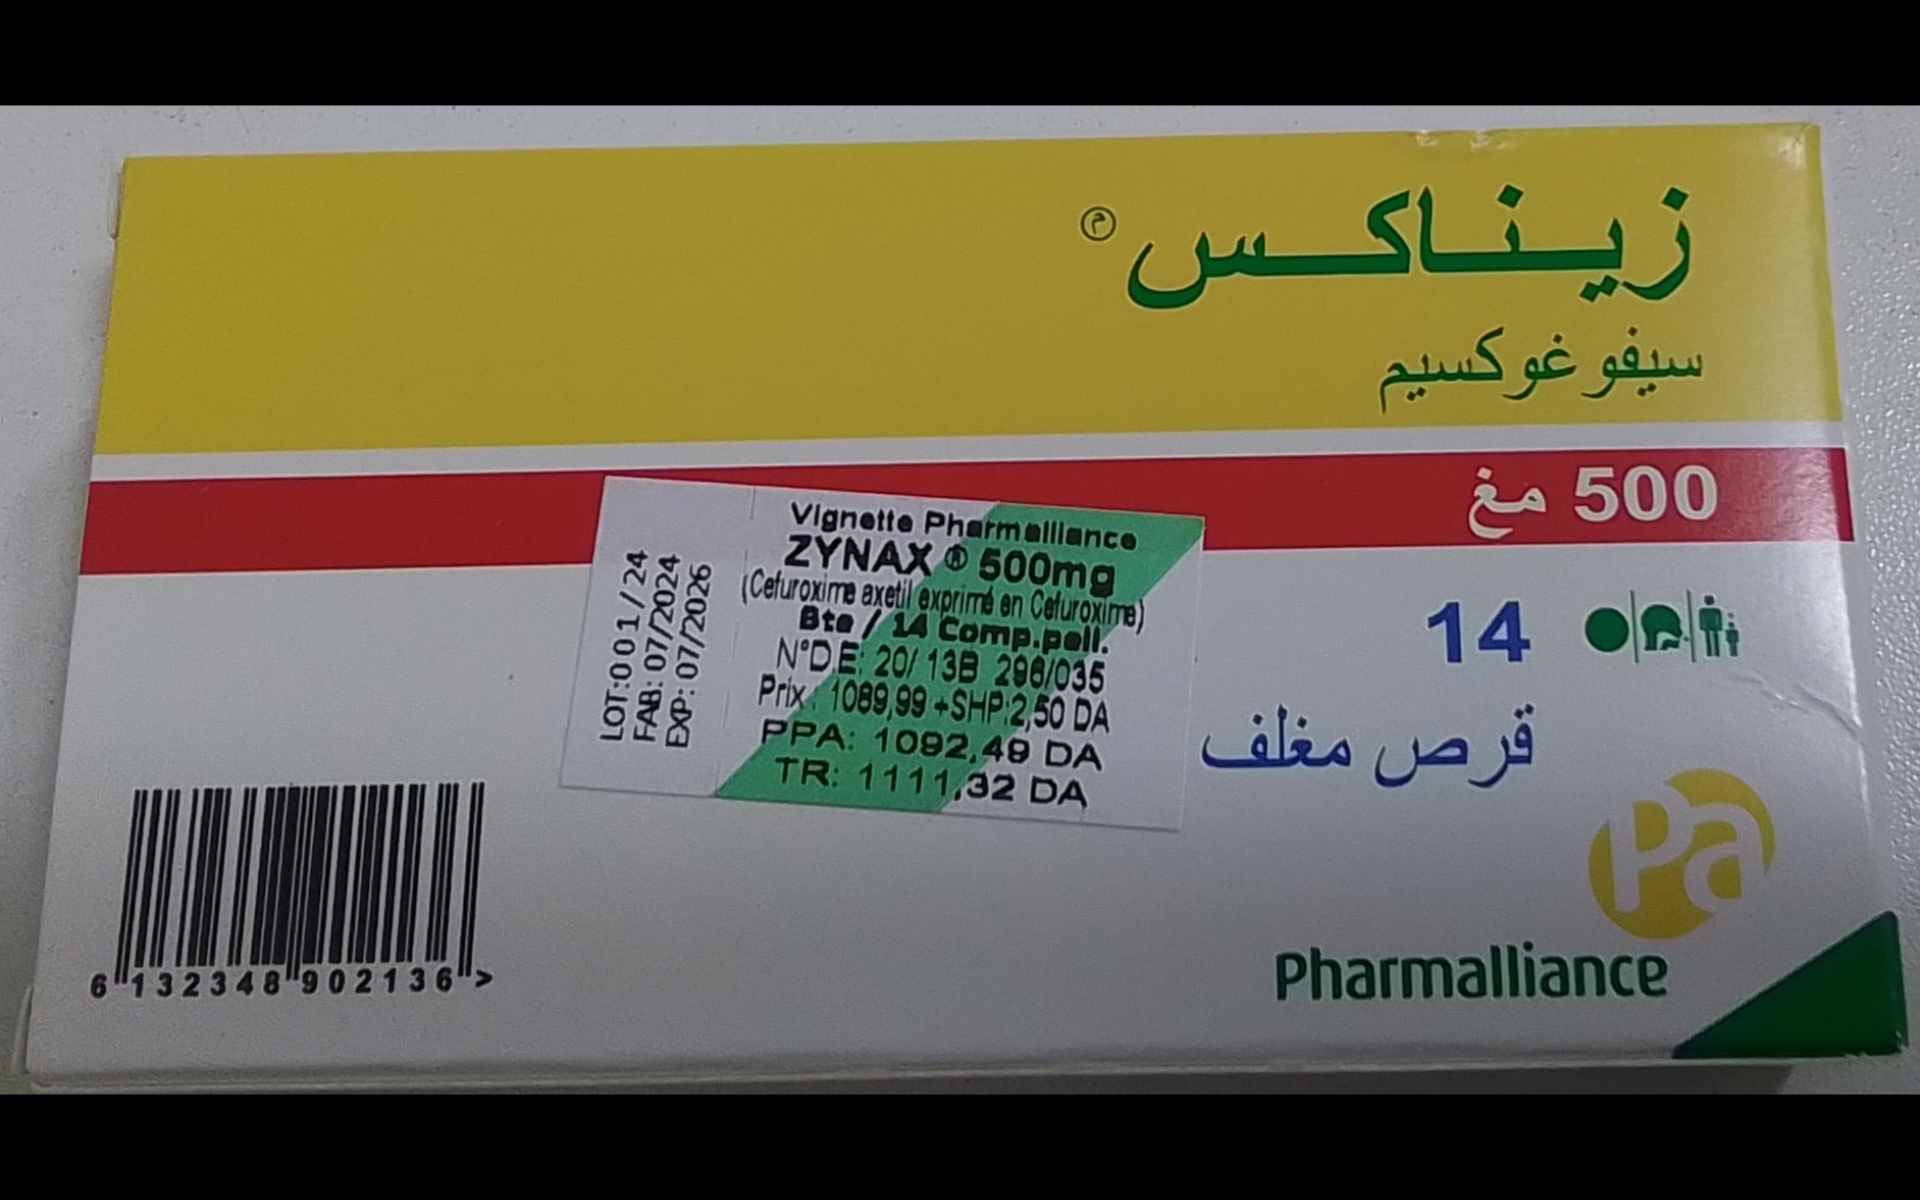 زيناكس م
سيفوغوكسيم
500 مغ
14
قرص مغلف
Vignette Pharmalliance
ZYNAX ® 500mg
(Cefuroxime axetil exprimé en Cefuroxime)
Bte / 14 Comp.pell.
N°D.E: 20/ 13B 296/035
Prix : 1089,99 +SHP:2,50 DA
PPA: 1092,49 DA
TR: 1111,32 DA
LOT:001/24
FAB: 07/2024
EXP: 07/2026
Pa
Pharmalliance
6 132348 902136 >